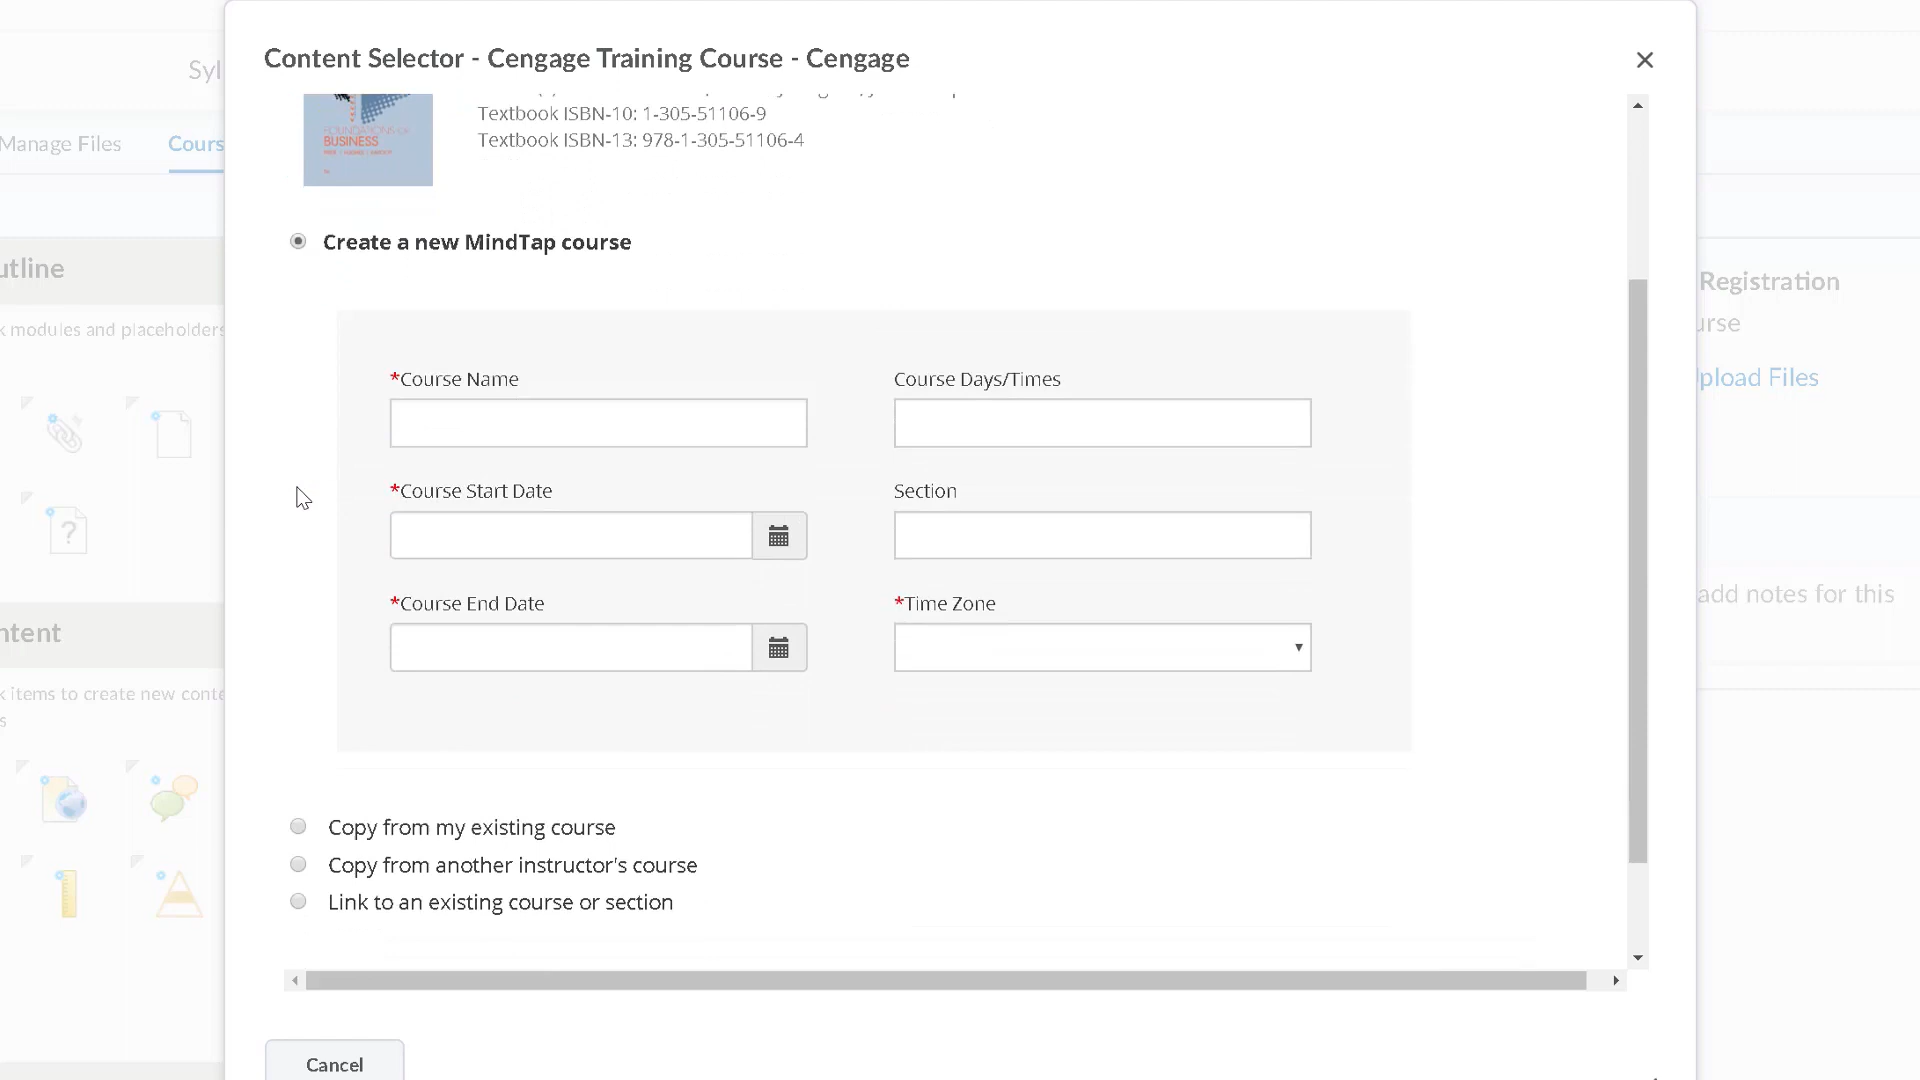 Content Selector - Cengage Training Course - Cengage
Syl
Textbook ISBN-10: 1-305-51106-9
Textbook ISBN-13: 978-1-305-51106-4
FOUNDATIONS OF
BUSINESS
Manage Files
Cours
Create a new MindTap course
utline
Registration
urse
k modules and placeholders
pload Files
*Course Name
Course Days/Times
*Course Start Date
Section
?
*Course End Date
*Time Zone
add notes for this
ntent
k items to create new conte
s
Copy from my existing course
Copy from another instructor's course
Link to an existing course or section
Cancel